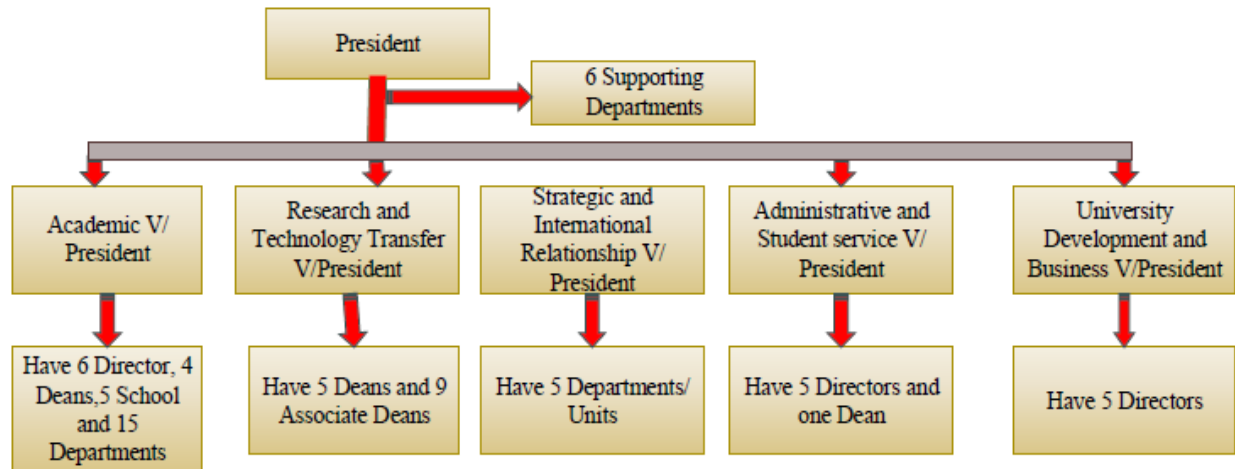 President
6 Supporting
Departments
Academic V/
President
Research and
Technology Transfer
V/President
Strategic and
International
Relationship V/
President
Administrative and
Student service V/
President
University
Development and
Business V/President
Have 6 Director, 4
Deans,5 School
and 15
Departments
Have 5 Deans and 9
Associate Deans
Have 5 Departments/
Units
Have 5 Directors and
one Dean
Have 5 Directors